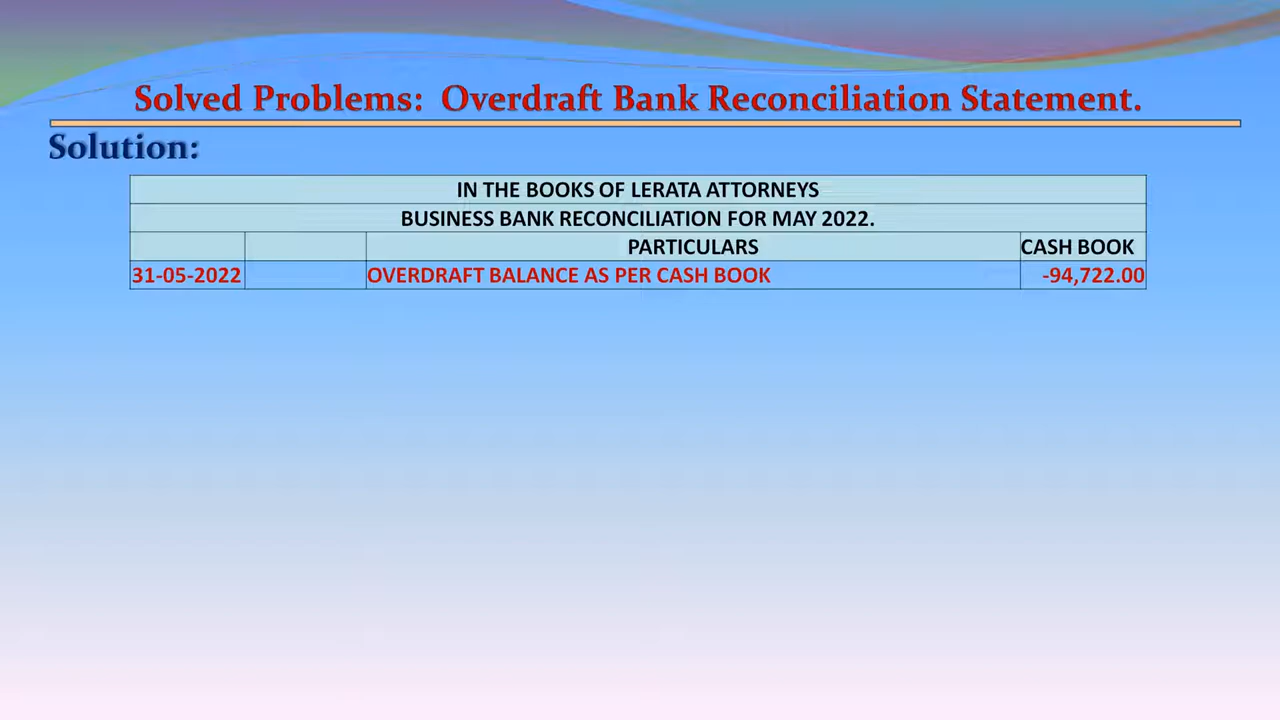 Solved Problems: Overdraft Bank Reconciliation Statement.
Solution:
IN THE BOOKS OF LERATA ATTORNEYS
BUSINESS BANK RECONCILIATION FOR MAY 2022.
PARTICULARS CASH BOOK
31-05-2022 OVERDRAFT BALANCE AS PER CASH BOOK -94,722.00